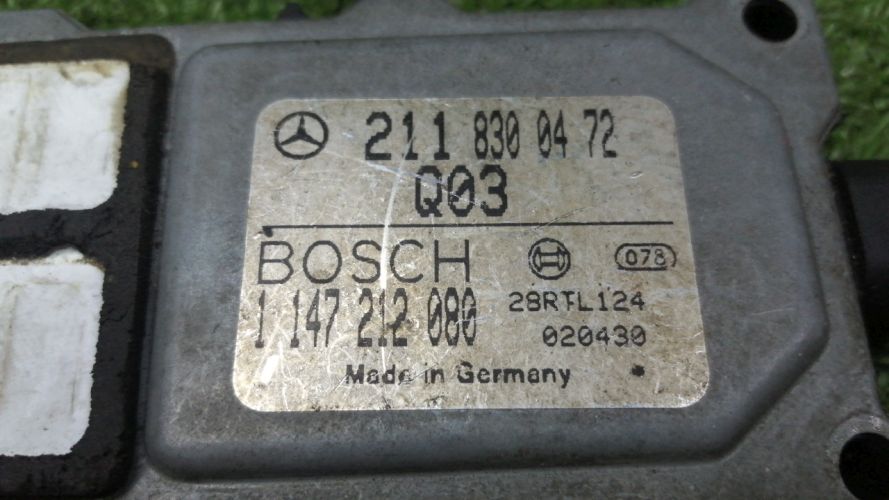 211 830 04 72
Q03
BOSCH 078
1 147 212 080 28RTL124
020430
Made in Germany